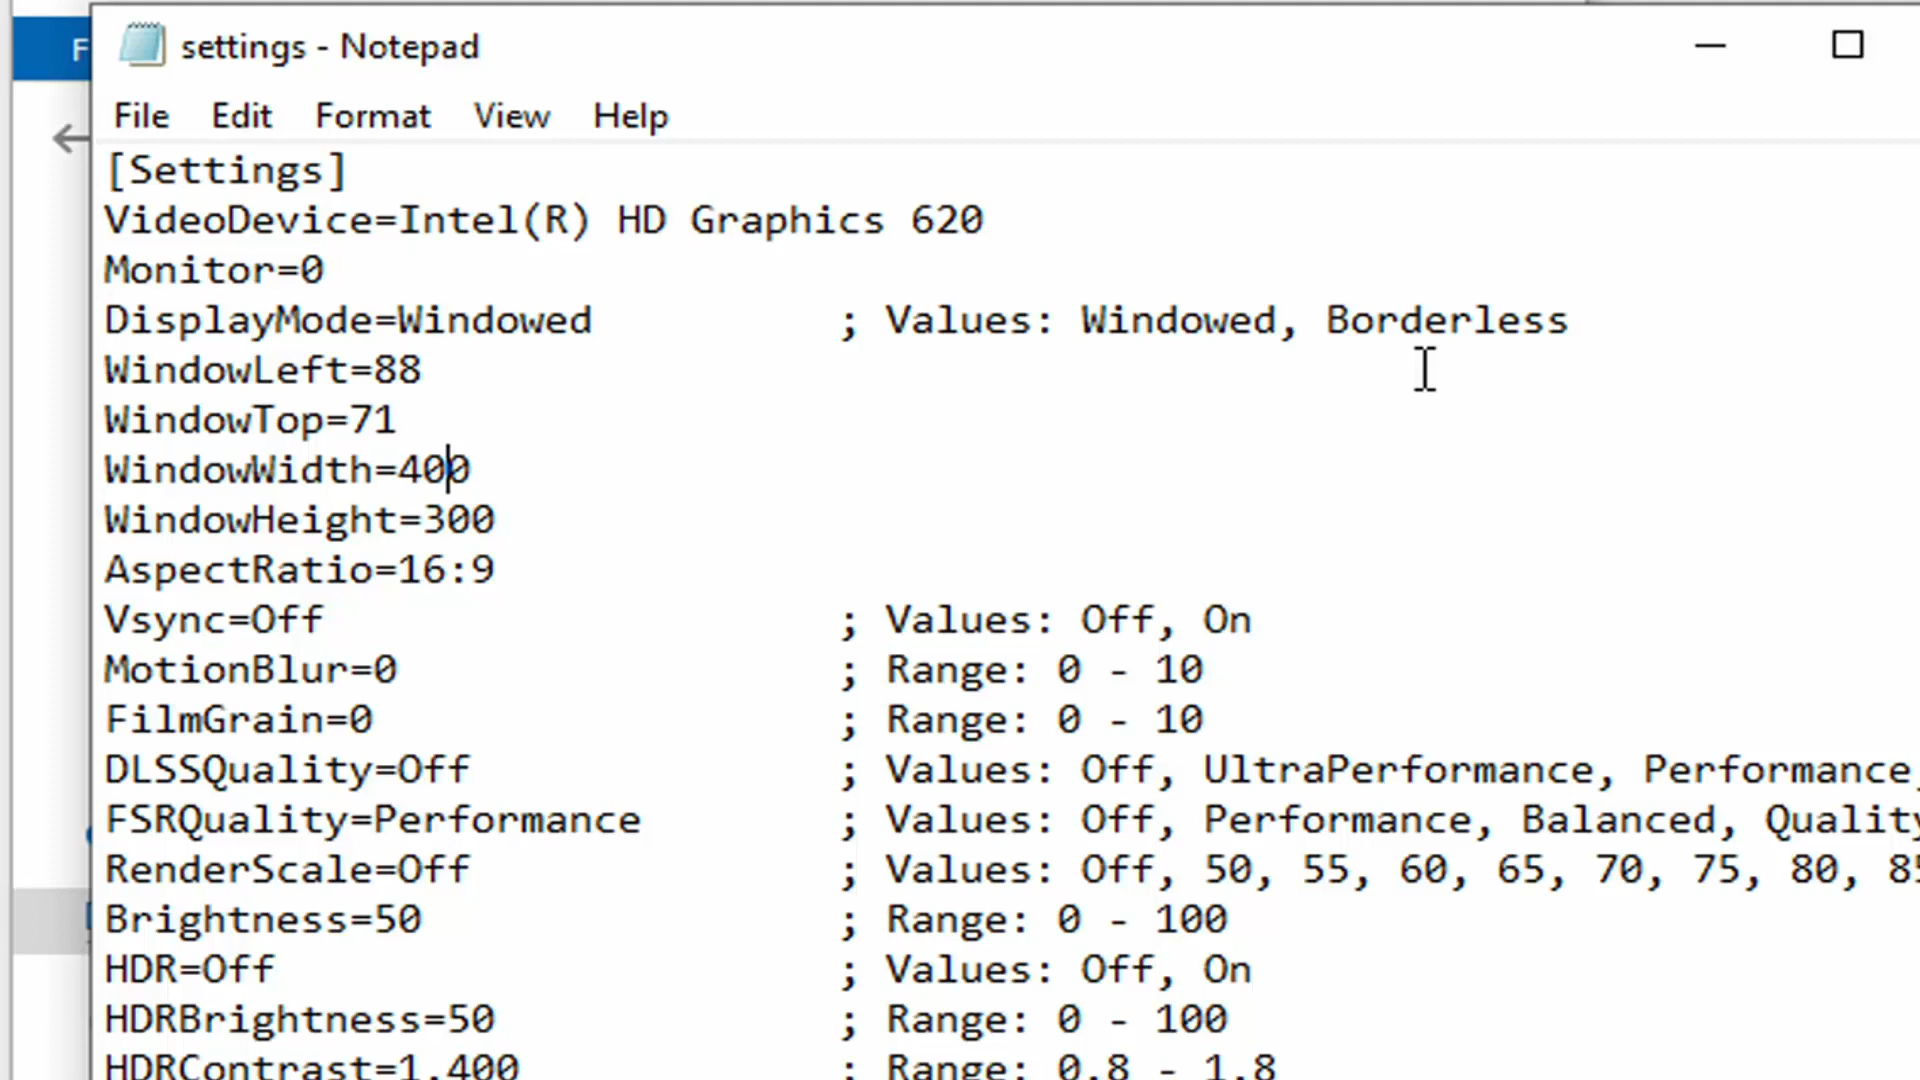 F
settings - Notepad
File Edit Format View Help
[Settings]
VideoDevice=Intel(R) HD Graphics 620
Monitor=0
DisplayMode=Windowed ; Values: Windowed, Borderless
WindowLeft=88
WindowTop=71
WindowWidth=400
WindowHeight=300
AspectRatio=16:9
Vsync=Off ; Values: Off, On
MotionBlur=0 ; Range: 0 - 10
FilmGrain=0 ; Range: 0 - 10
DLSSQuality=Off ; Values: Off, UltraPerformance, Performance,
FSRQuality=Performance ; Values: Off, Performance, Balanced, Quality
RenderScale=Off ; Values: Off, 50, 55, 60, 65, 70, 75, 80, 85
Brightness=50 ; Range: 0 - 100
HDR=Off ; Values: Off, On
HDRBrightness=50 ; Range: 0 - 100
HDRContrast=1.400 ; Range: 0.8 - 1.8